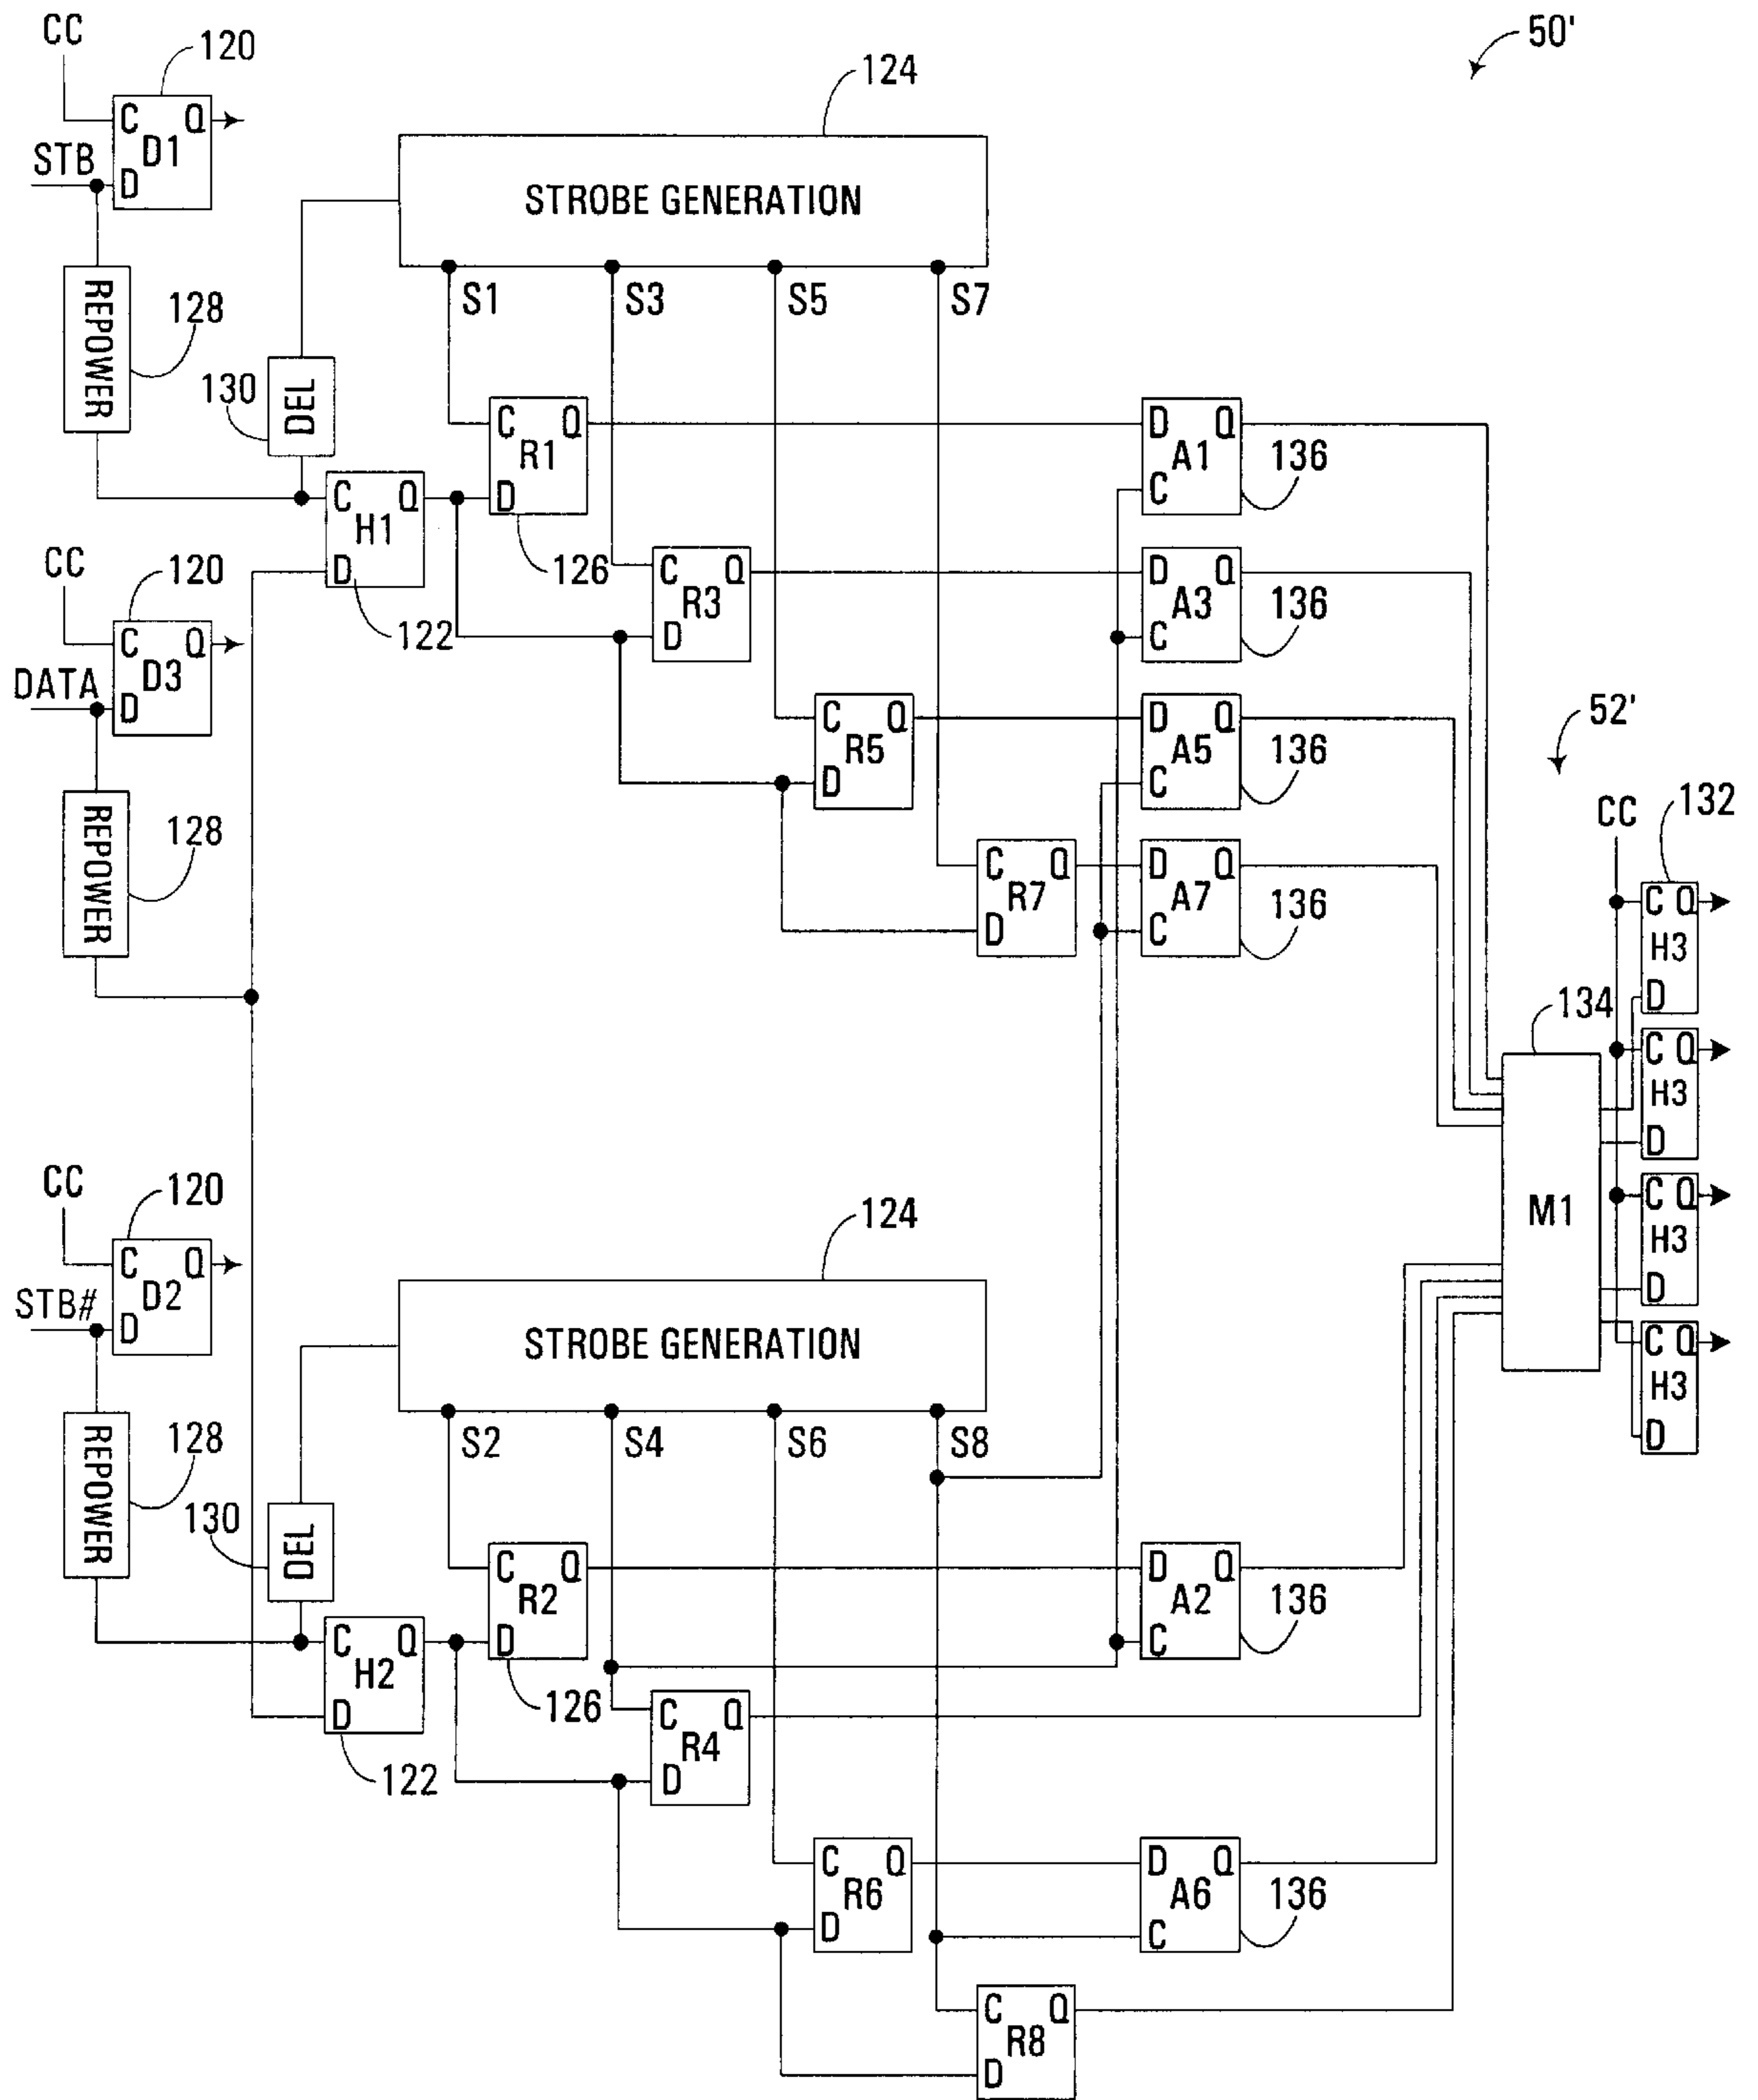 50'
CC
120
C Q
D1
STB
D
124
STROBE GENERATION
S1 S3 S5 S7
REPOWER
128
130
DEL
C Q
R1
D
126
C Q
H1
D
122
D Q
A1
C
136
CC
120
C Q
D3
DATA
D
C Q
R3
D
D Q
A3
C
136
C Q
R5
D
D Q
A5
C
136
REPOWER
128
C Q
R7
D
D Q
A7
C
136
52'
CC
132
C Q
H3
D
134
M1
C Q
H3
D
C Q
H3
D
C Q
H3
D
CC
120
C Q
D2
STB#
D
124
STROBE GENERATION
S2 S4 S6 S8
REPOWER
128
130
DEL
C Q
R2
D
126
D Q
A2
C
136
C Q
H2
D
122
C Q
R4
D
C Q
R6
D
D Q
A6
C
136
C Q
R8
D